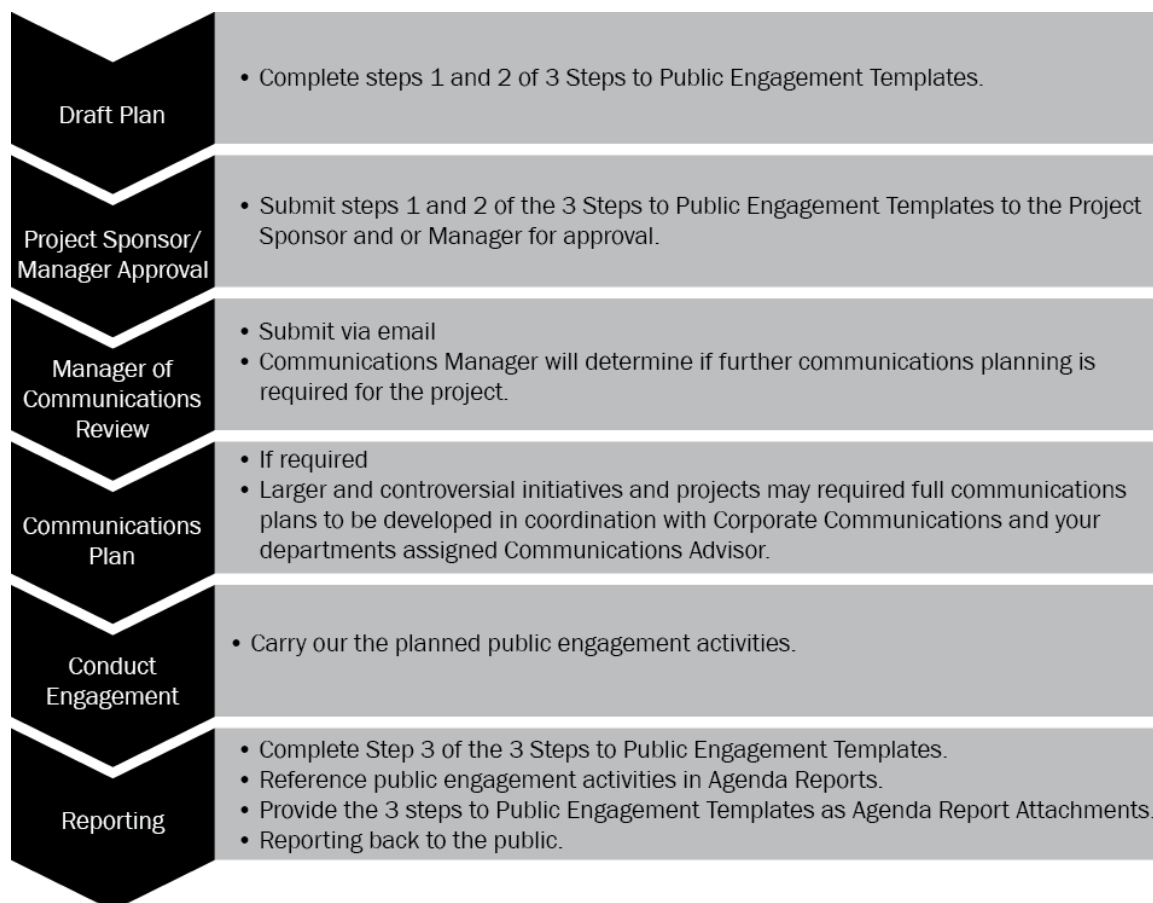 Draft Plan
• Complete steps 1 and 2 of 3 Steps to Public Engagement Templates.
Project Sponsor/
Manager Approval
• Submit steps 1 and 2 of the 3 Steps to Public Engagement Templates to the Project
Sponsor and or Manager for approval.
Manager of
Communications
Review
• Submit via email
• Communications Manager will determine if further communications planning is
required for the project.
Communications
Plan
• If required
• Larger and controversial initiatives and projects may required full communications
plans to be developed in coordination with Corporate Communications and your
departments assigned Communications Advisor.
Conduct
Engagement
• Carry our the planned public engagement activities.
Reporting
• Complete Step 3 of the 3 Steps to Public Engagement Templates.
• Reference public engagement activities in Agenda Reports.
• Provide the 3 steps to Public Engagement Templates as Agenda Report Attachments.
• Reporting back to the public.